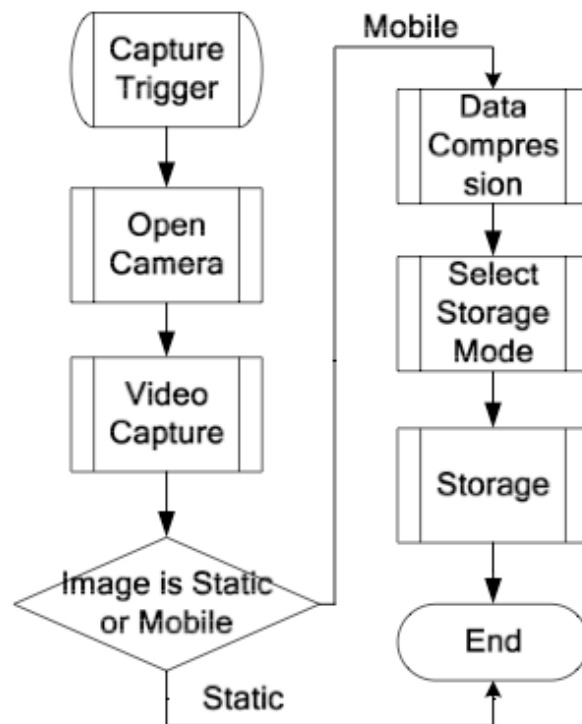 Capture
Trigger
Open
Camera
Video
Capture
Image is Static
or Mobile
Static
Mobile
Data
Compres
sion
Select
Storage
Mode
Storage
End